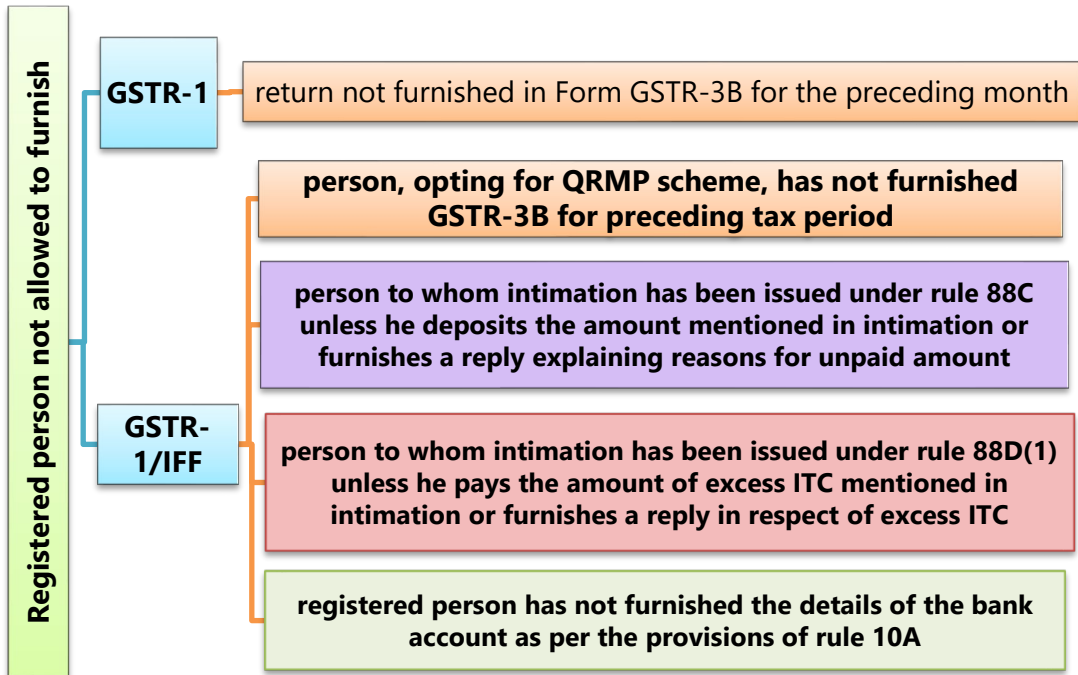 Registered person not allowed to furnish
GSTR-1
return not furnished in Form GSTR-3B for the preceding month
GSTR-
1/IFF
person, opting for QRMP scheme, has not furnished
GSTR-3B for preceding tax period
person to whom intimation has been issued under rule 88C
unless he deposits the amount mentioned in intimation or
furnishes a reply explaining reasons for unpaid amount
person to whom intimation has been issued under rule 88D(1)
unless he pays the amount of excess ITC mentioned in
intimation or furnishes a reply in respect of excess ITC
registered person has not furnished the details of the bank
account as per the provisions of rule 10A